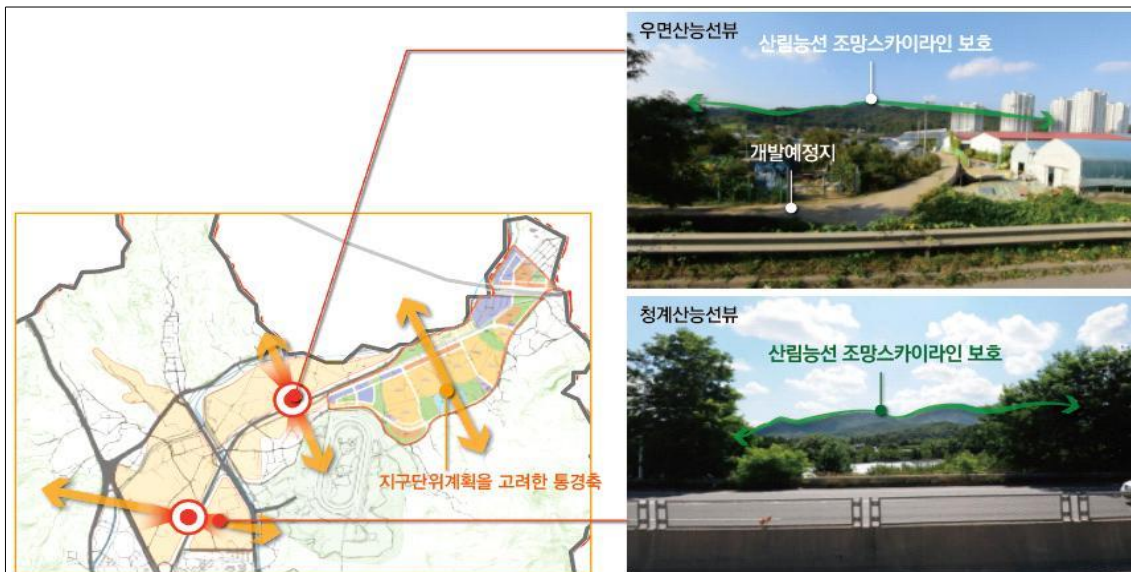 우면산능선뷰
산림능선 조망스카이라인 보호
개발예정지
청계산능선뷰
산림능선 조망스카이라인 보호
지구단위계획을 고려한 통경축